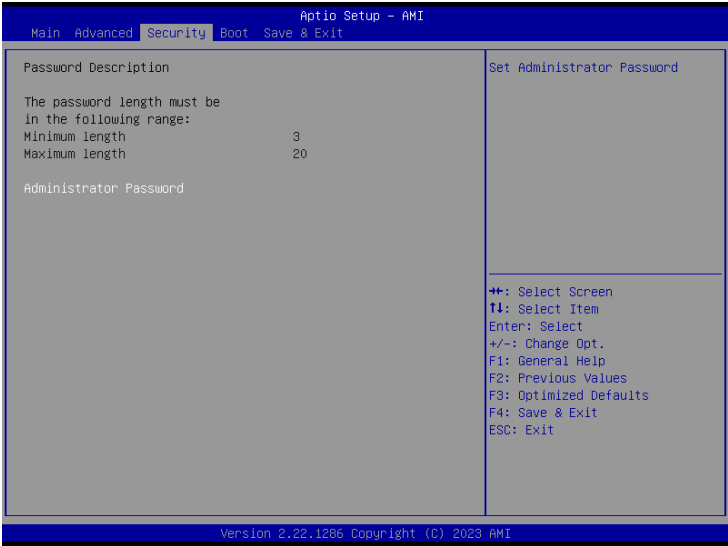 Aptio Setup – AMI
Main Advanced Security Boot Save & Exit
Password Description
The password length must be
in the following range:
Minimum length 3
Maximum length 20
Administrator Password
Set Administrator Password
→←: Select Screen
↑↓: Select Item
Enter: Select
+/-: Change Opt.
F1: General Help
F2: Previous Values
F3: Optimized Defaults
F4: Save & Exit
ESC: Exit
Version 2.22.1286 Copyright (C) 2023 AMI